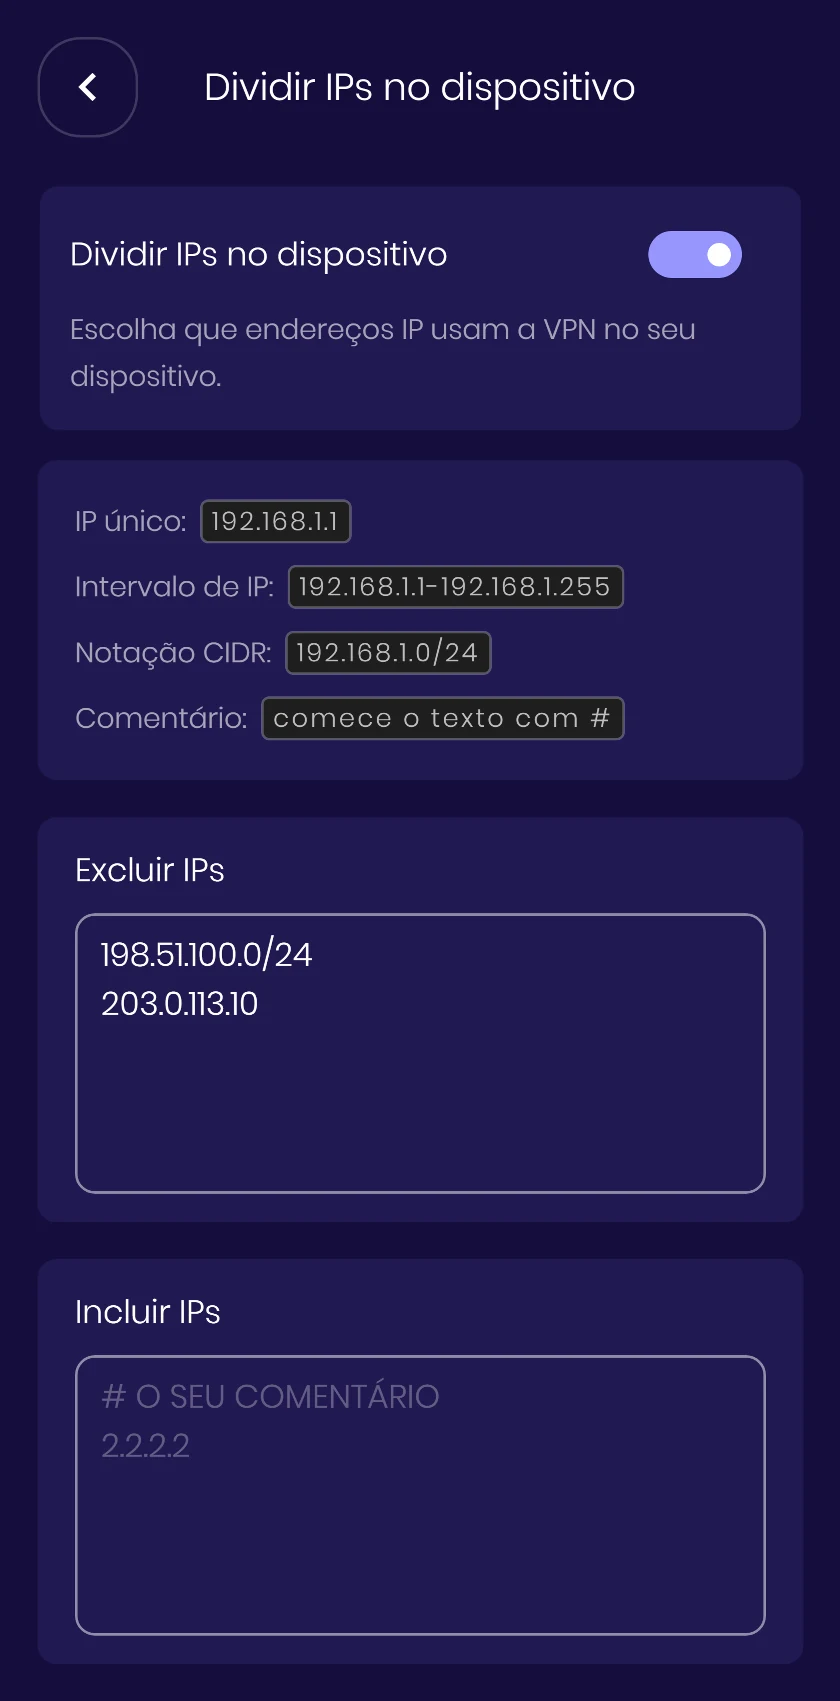 Dividir IPs no dispositivo
Dividir IPs no dispositivo
Escolha que endereços IP usam a VPN no seu
dispositivo.
IP único: 192.168.1.1
Intervalo de IP: 192.168.1.1-192.168.1.255
Notação CIDR: 192.168.1.0/24
Comentário: comece o texto com #
Excluir IPs
198.51.100.0/24
203.0.113.10
Incluir IPs
# O SEU COMENTÁRIO
2.2.2.2